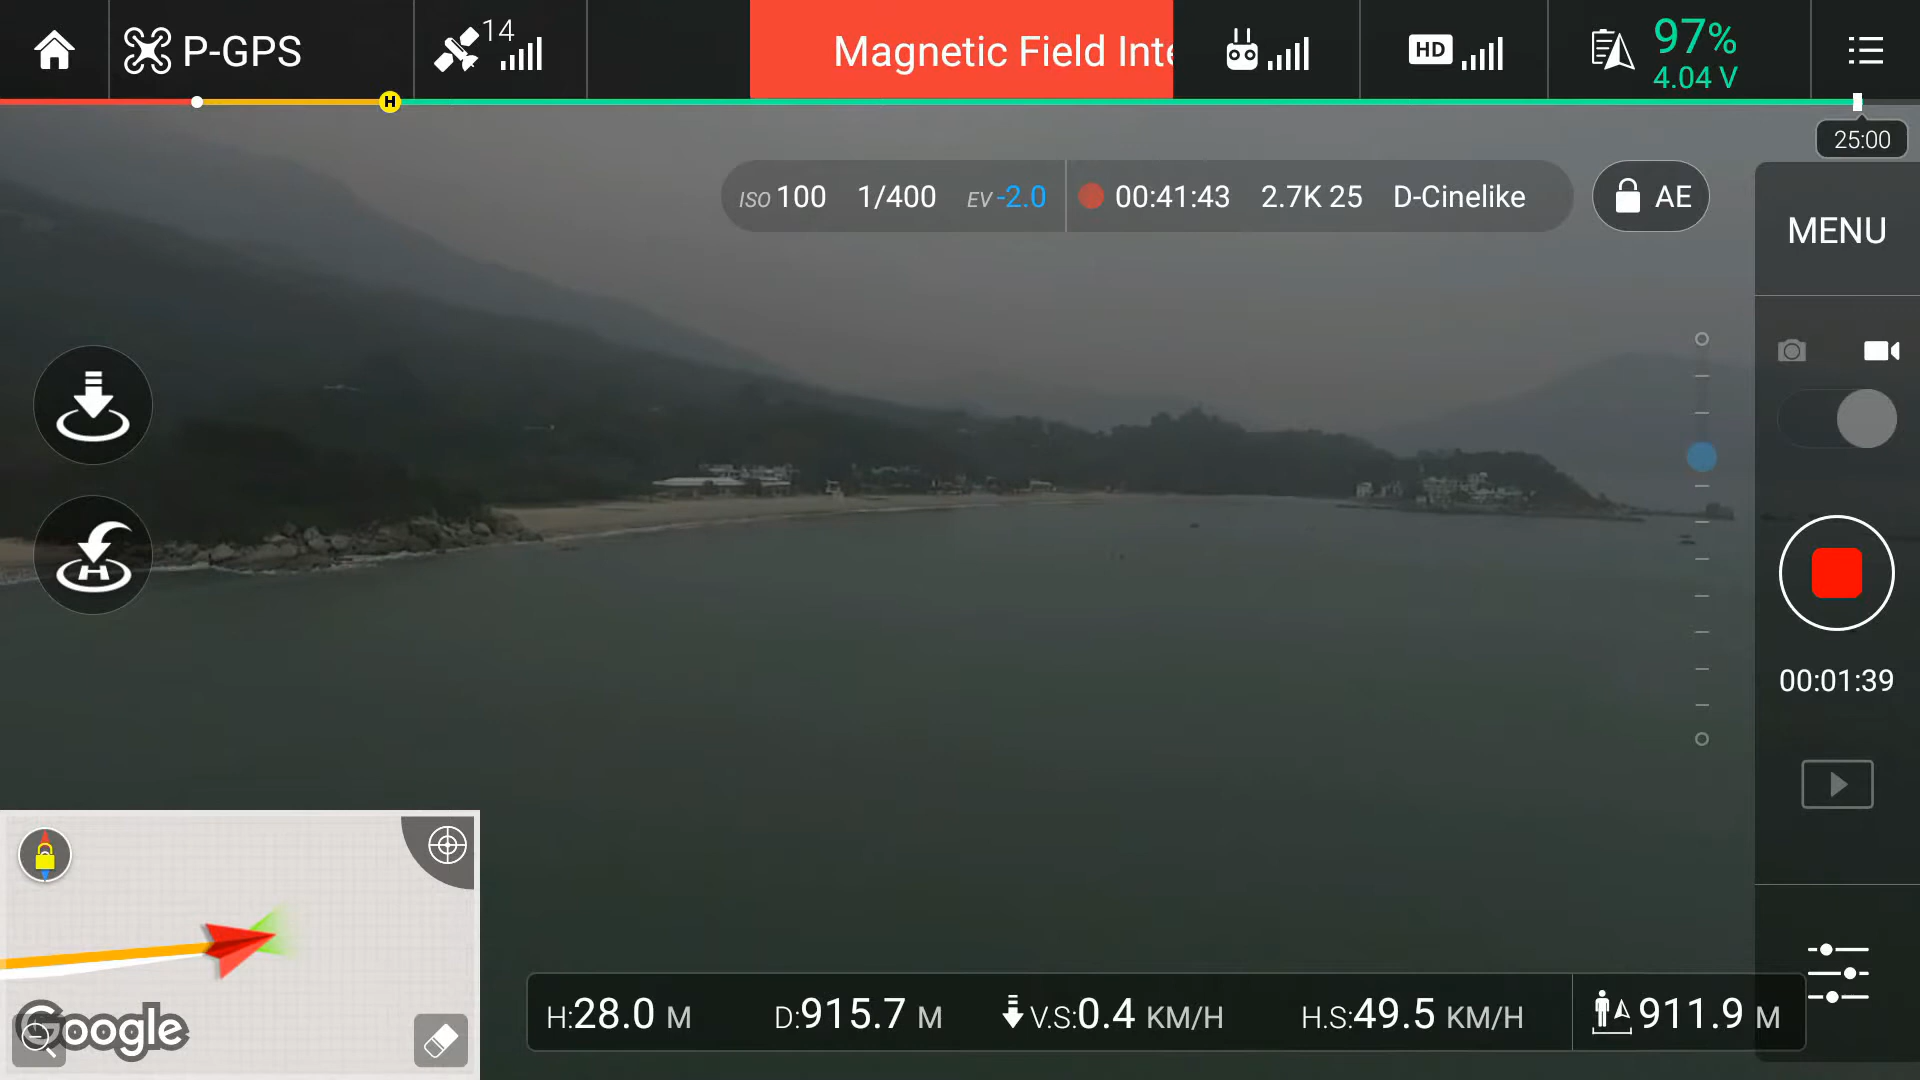 P-GPS
14
Magnetic Field Inte
HD
97%
4.04 V
H
25:00
ISO 100 1/400 EV -2.0 00:41:43 2.7K 25 D-Cinelike
AE
MENU
00:01:39
H
Google
H:28.0 M D:915.7 M V.S:0.4 KM/H H.S:49.5 KM/H 911.9 M